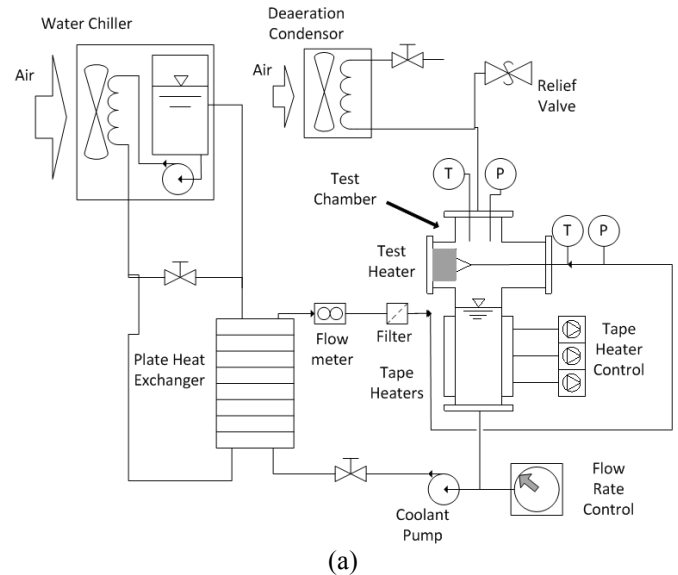 Water Chiller
Air
Deaeration
Condensor
Air
Relief
Valve
T
P
Test
Chamber
Test
Heater
T
P
Flow
meter
Filter
Tape
Heaters
Tape
Heater
Control
Plate Heat
Exchanger
Coolant
Pump
Flow
Rate
Control
(a)